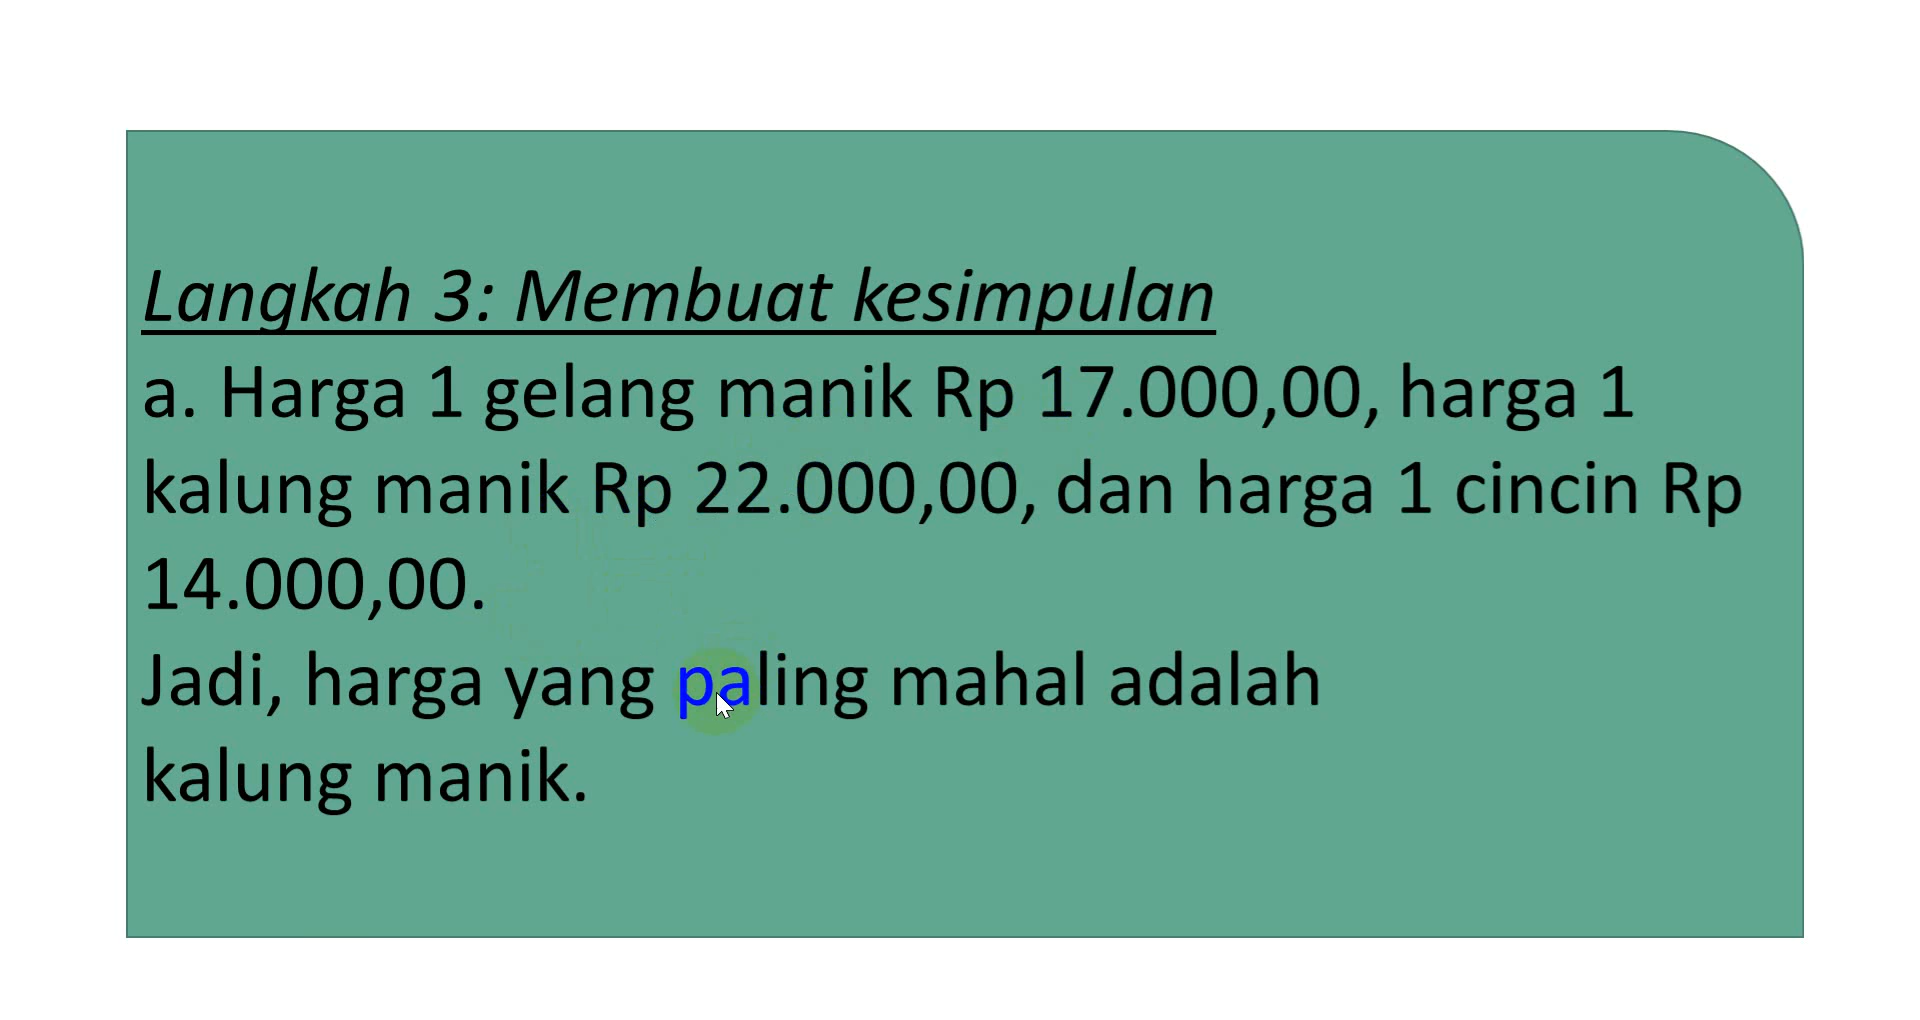 Langkah 3: Membuat kesimpulan
a. Harga 1 gelang manik Rp 17.000,00, harga 1
kalung manik Rp 22.000,00, dan harga 1 cincin Rp
14.000,00.
Jadi, harga yang paling mahal adalah
kalung manik.